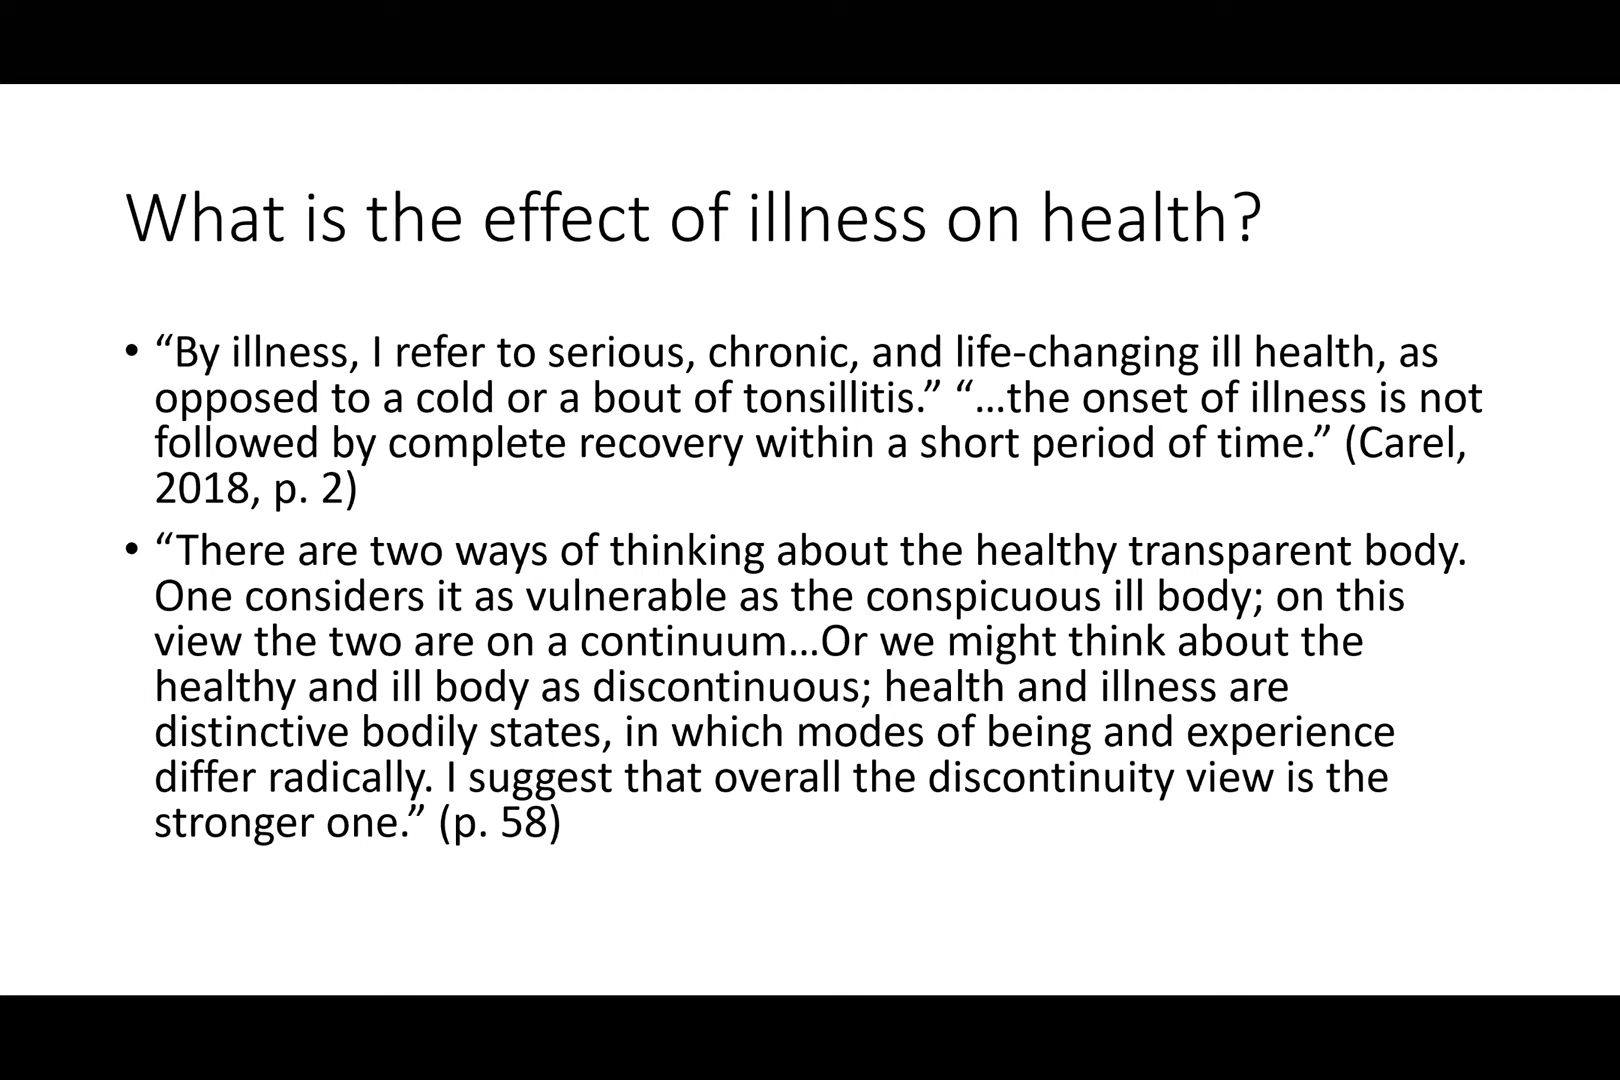 What is the effect of illness on health?
• “By illness, I refer to serious, chronic, and life-changing ill health, as
opposed to a cold or a bout of tonsillitis.” “…the onset of illness is not
followed by complete recovery within a short period of time.” (Carel,
2018, p. 2)
• “There are two ways of thinking about the healthy transparent body.
One considers it as vulnerable as the conspicuous ill body; on this
view the two are on a continuum…Or we might think about the
healthy and ill body as discontinuous; health and illness are
distinctive bodily states, in which modes of being and experience
differ radically. I suggest that overall the discontinuity view is the
stronger one.” (p. 58)